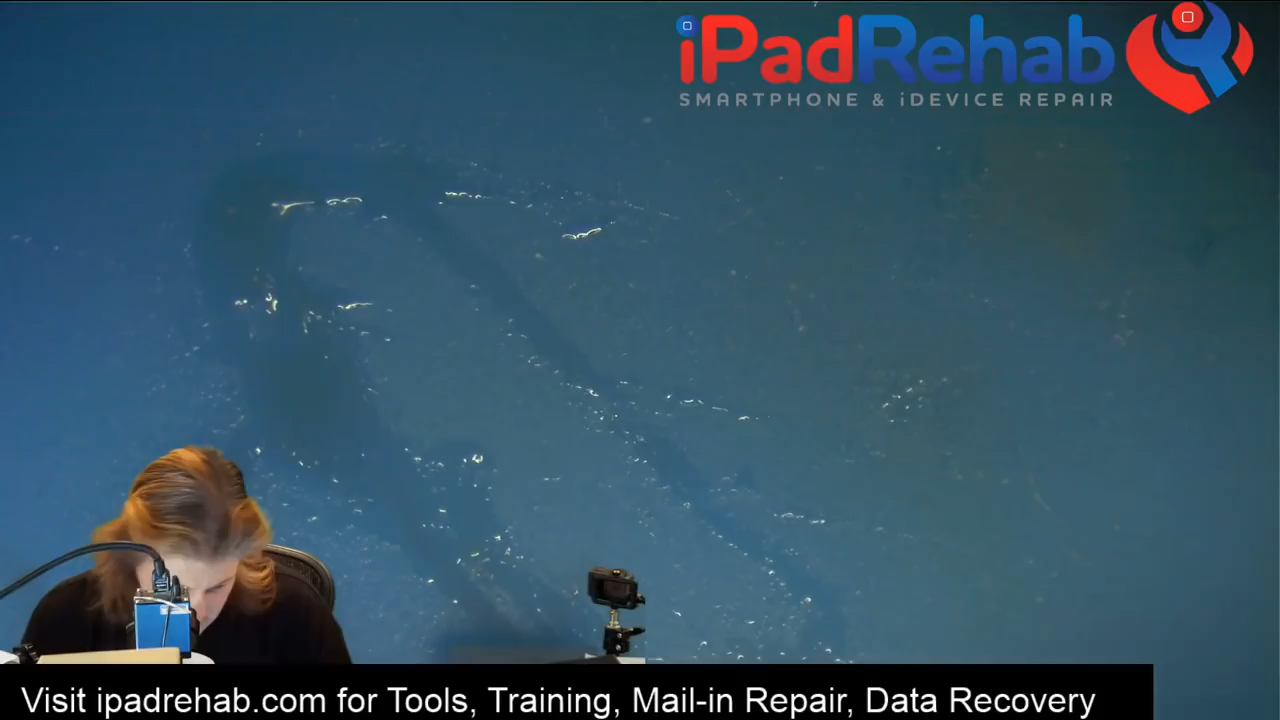 iPadRehab
SMARTPHONE & iDEVICE REPAIR
Visit ipadrehab.com for Tools, Training, Mail-in Repair, Data Recovery